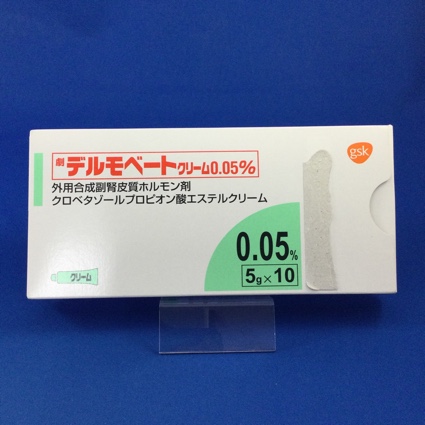 劇 デルモベートクリーム0.05%
gsk
外用合成副腎皮質ホルモン剤
クロベタゾールプロピオン酸エステルクリーム
0.05%
5g×10
クリーム